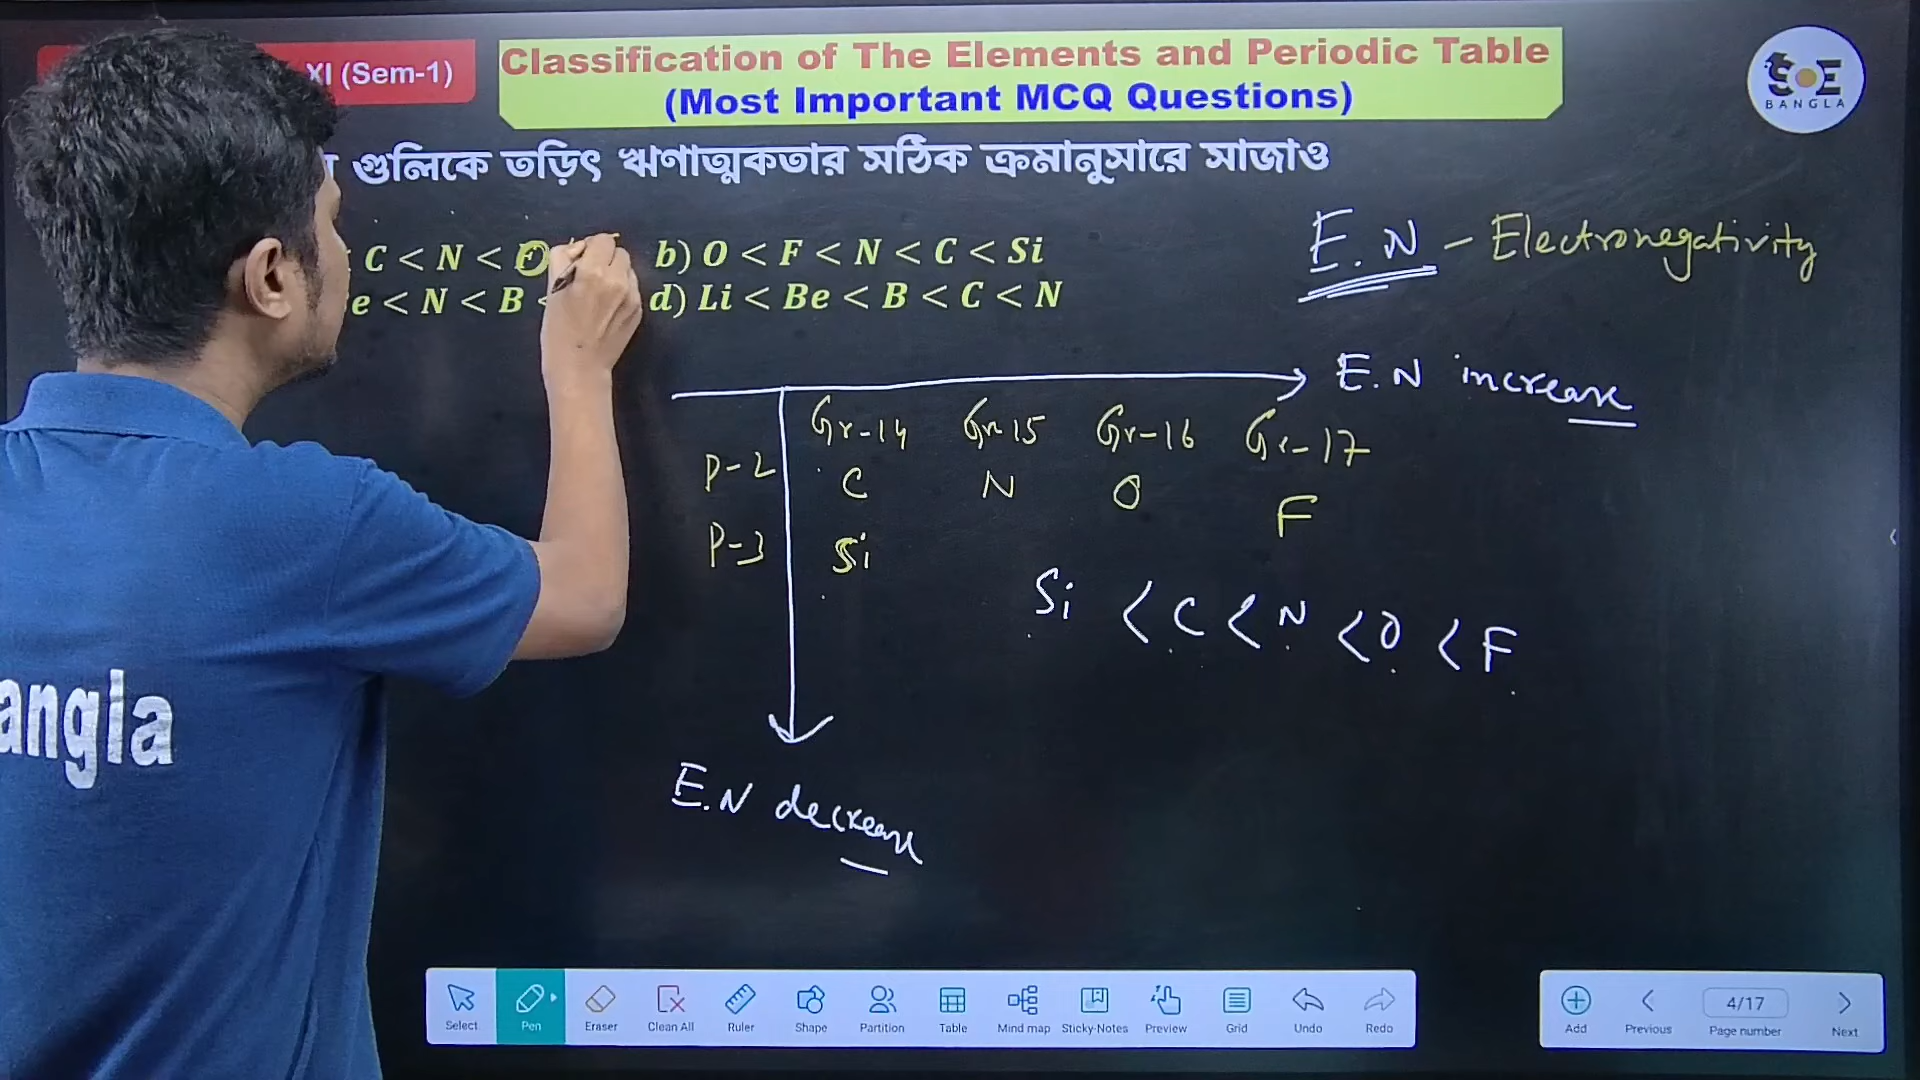 XI (Sem-1)
Classification of The Elements and Periodic Table
(Most Important MCQ Questions)
SOE
BANGLA
গুলিকে তড়িৎ ঋণাত্মকতার সঠিক ক্রমানুসারে সাজাও
C < N <
b) O < F < N < C < Si
e < N < B <
d) Li < Be < B < C < N
E.N - Electronegativity
E.N increase
Gr-14 Gr-15 Gr-16 Gr-17
P-2 C N O F
P-3 Si
Si < C < N < O < F
E.N decrease
angla
Select Pen Eraser Clean All Ruler Shape Partition Table Mind map Sticky-Notes Preview Grid Undo Redo
Add Previous 4/17 Page number Next